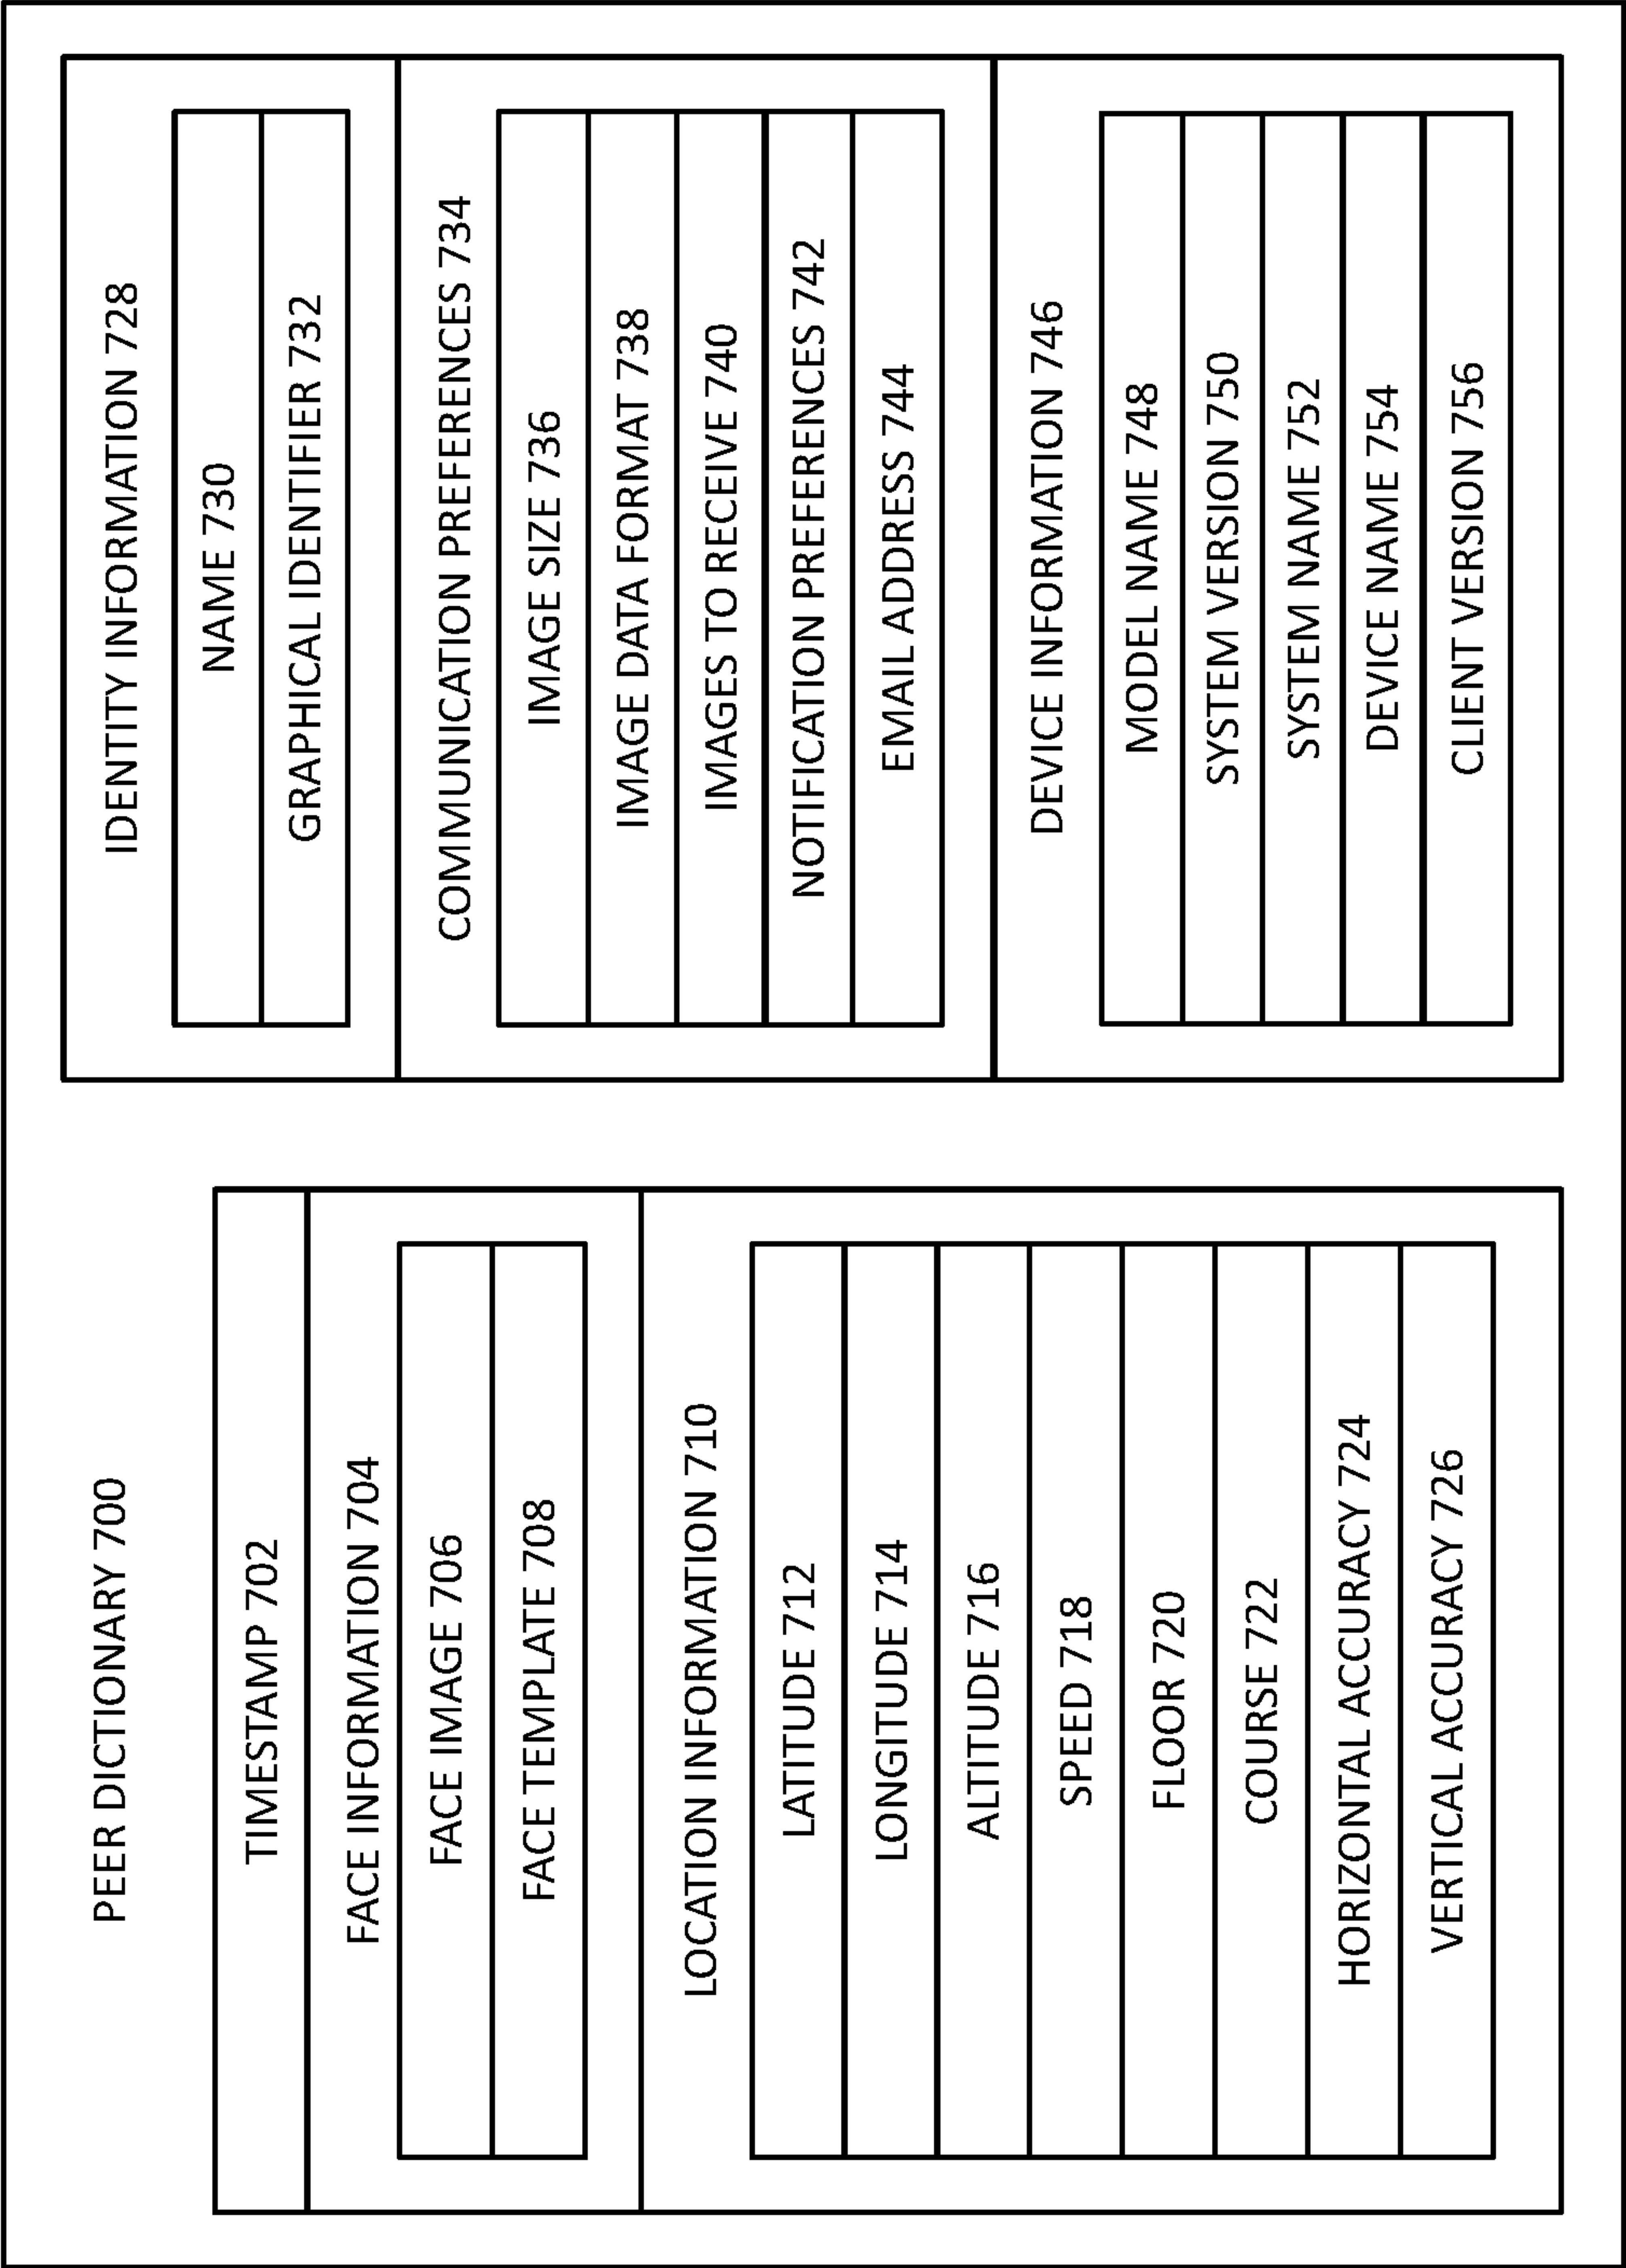 PEER DICTIONARY 700
TIMESTAMP 702
FACE INFORMATION 704
FACE IMAGE 706
FACE TEMPLATE 708
LOCATION INFORMATION 710
LATITUDE 712
LONGITUDE 714
ALTITUDE 716
SPEED 718
FLOOR 720
COURSE 722
HORIZONTAL ACCURACY 724
VERTICAL ACCURACY 726
IDENTITY INFORMATION 728
NAME 730
GRAPHICAL IDENTIFIER 732
COMMUNICATION PREFERENCES 734
IMAGE SIZE 736
IMAGE DATA FORMAT 738
IMAGES TO RECEIVE 740
NOTIFICATION PREFERENCES 742
EMAIL ADDRESS 744
DEVICE INFORMATION 746
MODEL NAME 748
SYSTEM VERSION 750
SYSTEM NAME 752
DEVICE NAME 754
CLIENT VERSION 756